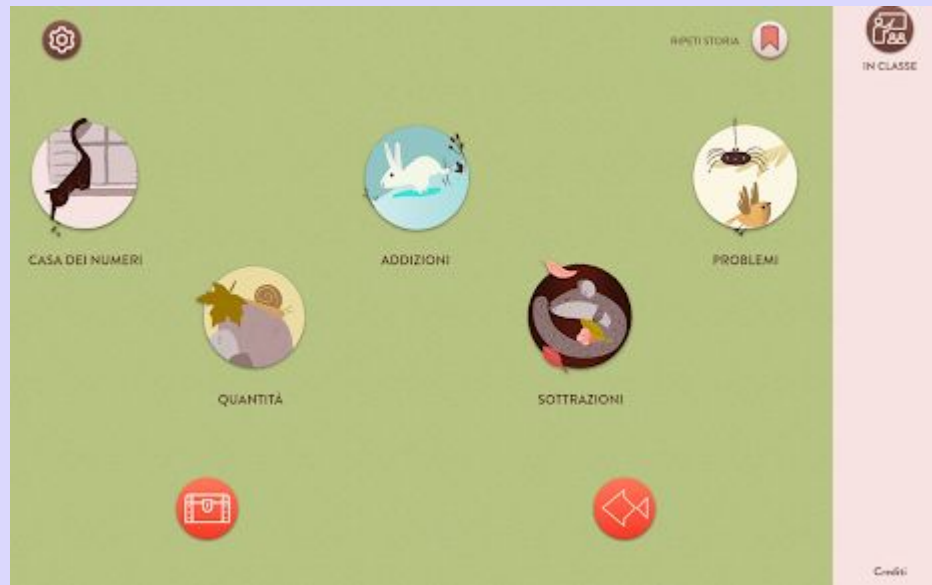 RIPETI STORIA
IN CLASSE
CASA DEI NUMERI
ADDIZIONI
PROBLEMI
QUANTITÀ
SOTTRAZIONI
Crediti